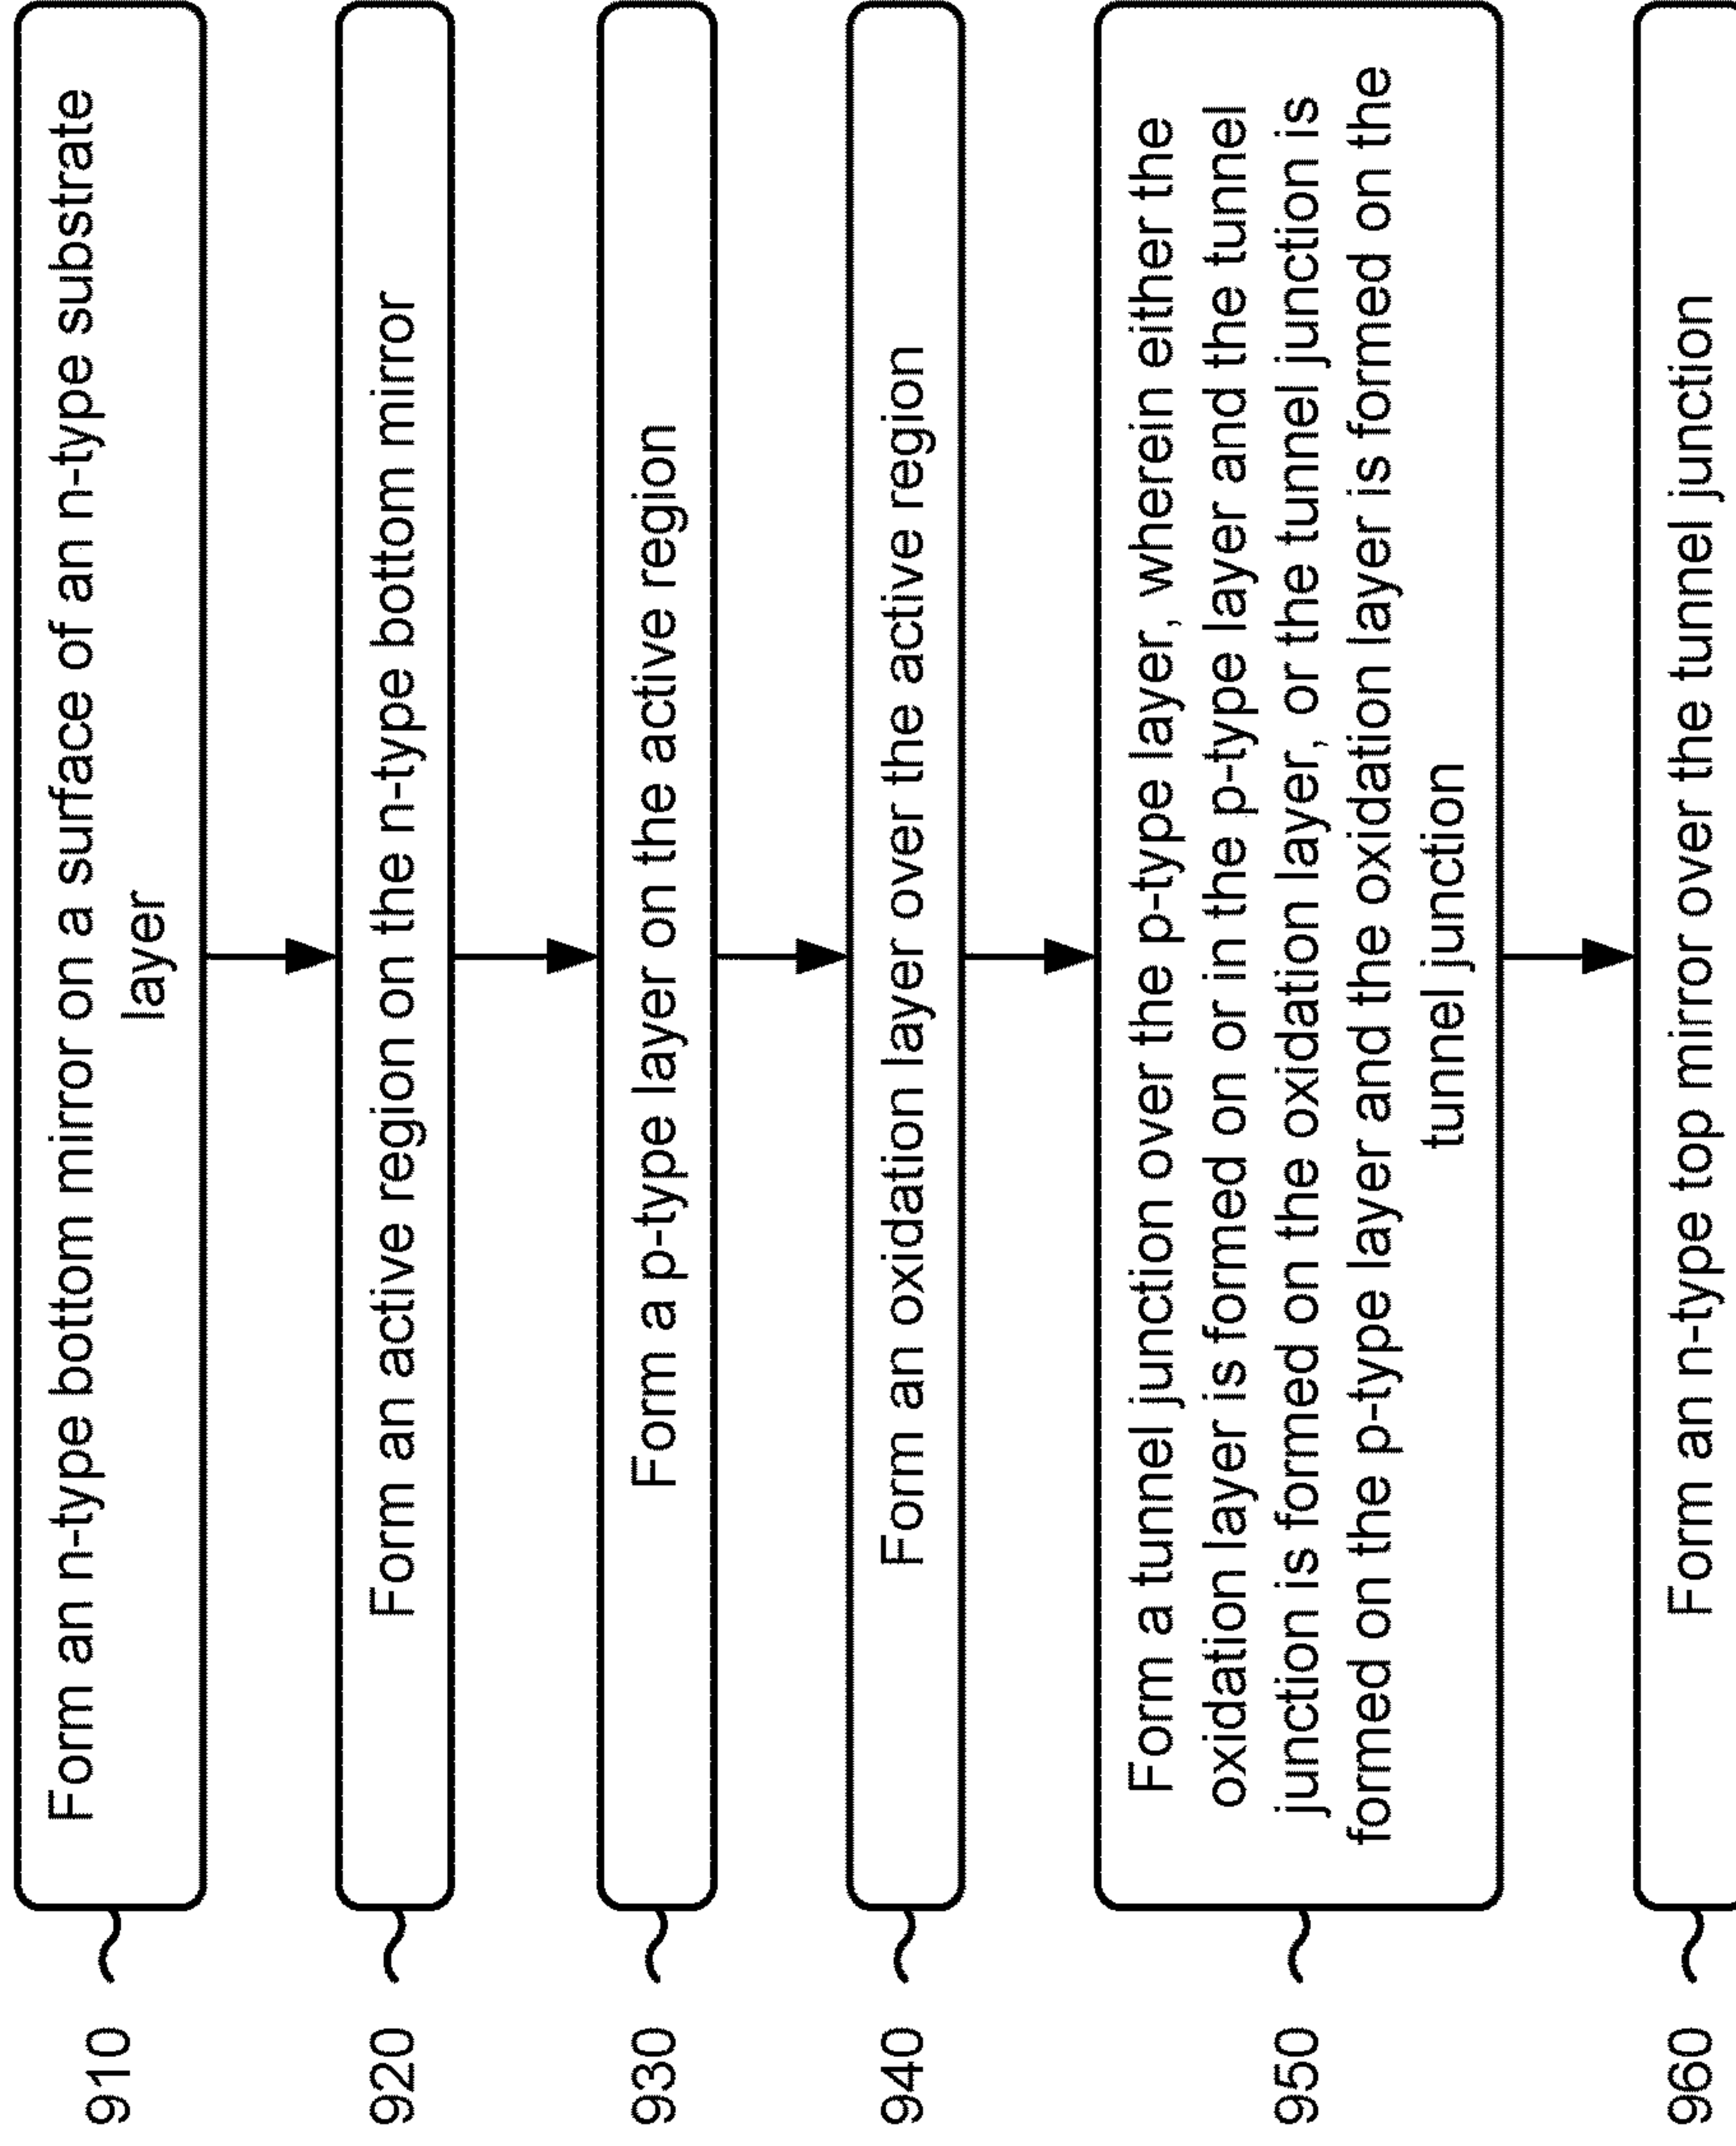 910
Form an n-type bottom mirror on a surface of an n-type substrate
layer
920
Form an active region on the n-type bottom mirror
930
Form a p-type layer on the active region
940
Form an oxidation layer over the active region
950
Form a tunnel junction over the p-type layer, wherein either the
oxidation layer is formed on or in the p-type layer and the tunnel
junction is formed on the oxidation layer, or the tunnel junction is
formed on the p-type layer and the oxidation layer is formed on the
tunnel junction
960
Form an n-type top mirror over the tunnel junction